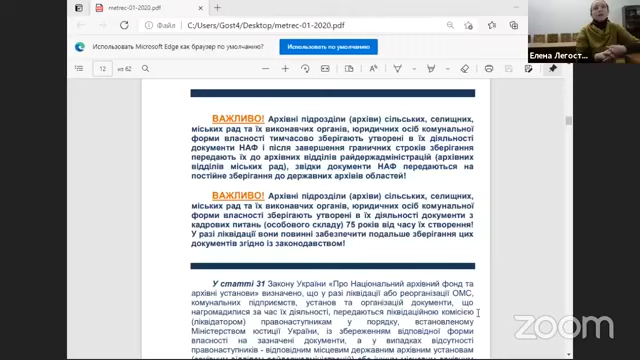 metrec-01-2020.pdf
C:/Users/Gost4/Desktop/metrec-01-2020.pdf
Использовать Microsoft Edge как браузер по умолчанию?
Использовать по умолчанию
12
из 62
Елена Легост...
ВАЖЛИВО! Архівні підрозділи (архіви) сільських, селищних,
міських рад та їх виконавчих органів, юридичних осіб комунальної
форми власності тимчасово зберігають утворені в їх діяльності
документи НАФ і після завершення граничних строків зберігання
передають їх до архівних відділів райдержадміністрацій (архівних
відділів міських рад), звідки документи НАФ передаються на
постійне зберігання до державних архівів областей!
ВАЖЛИВО! Архівні підрозділи (архіви) сільських, селищних,
міських рад та їх виконавчих органів, юридичних осіб комунальної
форми власності зберігають утворені в їх діяльності документи з
кадрових питань (особового складу) 75 років від часу їх створення!
У разі ліквідації вони повинні забезпечити подальше зберігання цих
документів згідно із законодавством!
У статті 31 Закону України «Про Національний архівний фонд та
архівні установи» визначено, що у разі ліквідації або реорганізації ОМС,
комунальних підприємств, установ та організацій документи, що
нагромадилися за час їх діяльності, передаються ліквідаційною комісією
(ліквідатором) правонаступникам у порядку, встановленому
Міністерством юстиції України, із збереженням відповідної форми
власності на зазначені документи, а у випадках відсутності
правонаступників - відповідним місцевим державним архівним установам
zoom